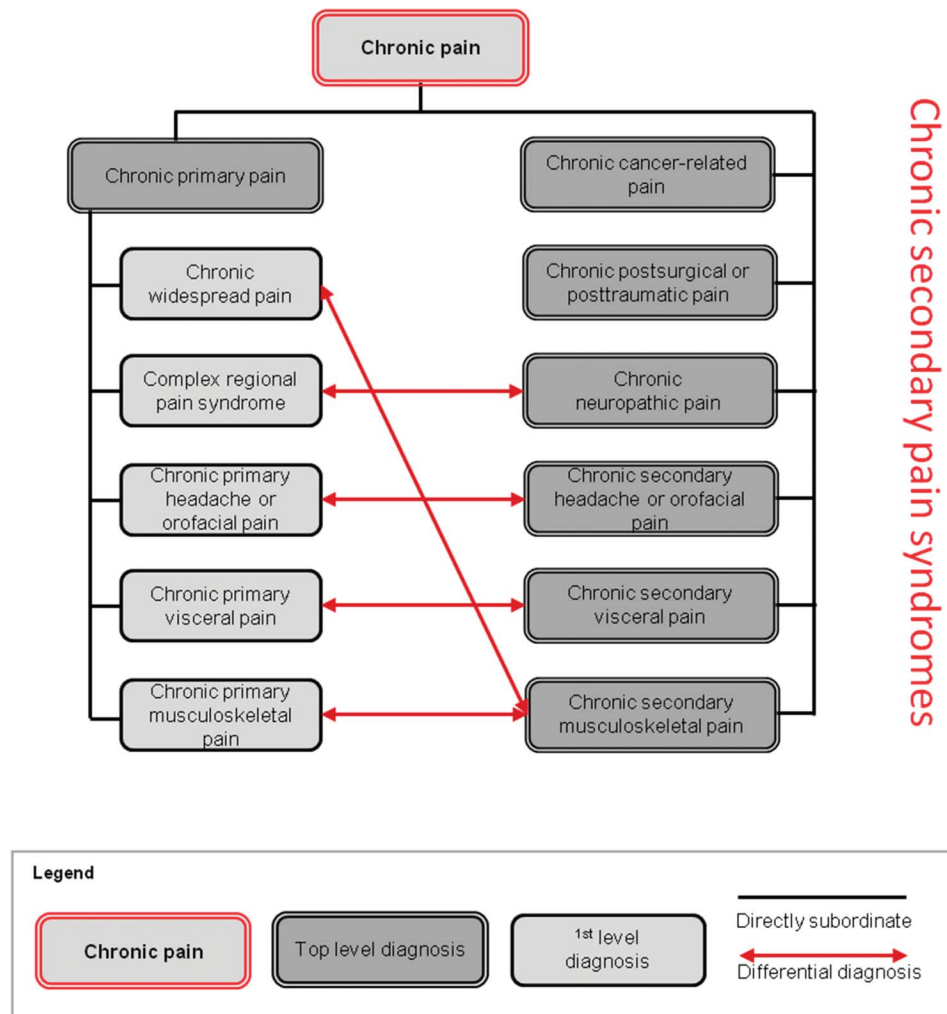 Chronic pain
Chronic primary pain
Chronic
widespread pain
Complex regional
pain syndrome
Chronic primary
headache or
orofacial pain
Chronic primary
visceral pain
Chronic primary
musculoskeletal
pain
Chronic cancer-related
pain
Chronic postsurgical or
posttraumatic pain
Chronic
neuropathic pain
Chronic secondary
headache or orofacial
pain
Chronic secondary
visceral pain
Chronic secondary
musculoskeletal pain
Chronic secondary pain syndromes
Legend
Chronic pain
Top level diagnosis
1st level
diagnosis
Directly subordinate
Differential diagnosis